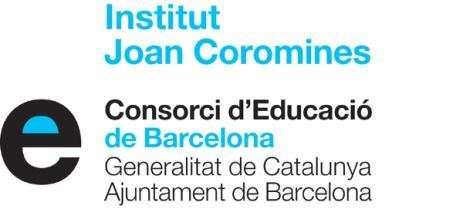 Institut
Joan Coromines
Consorci d'Educació
de Barcelona
Generalitat de Catalunya
Ajuntament de Barcelona